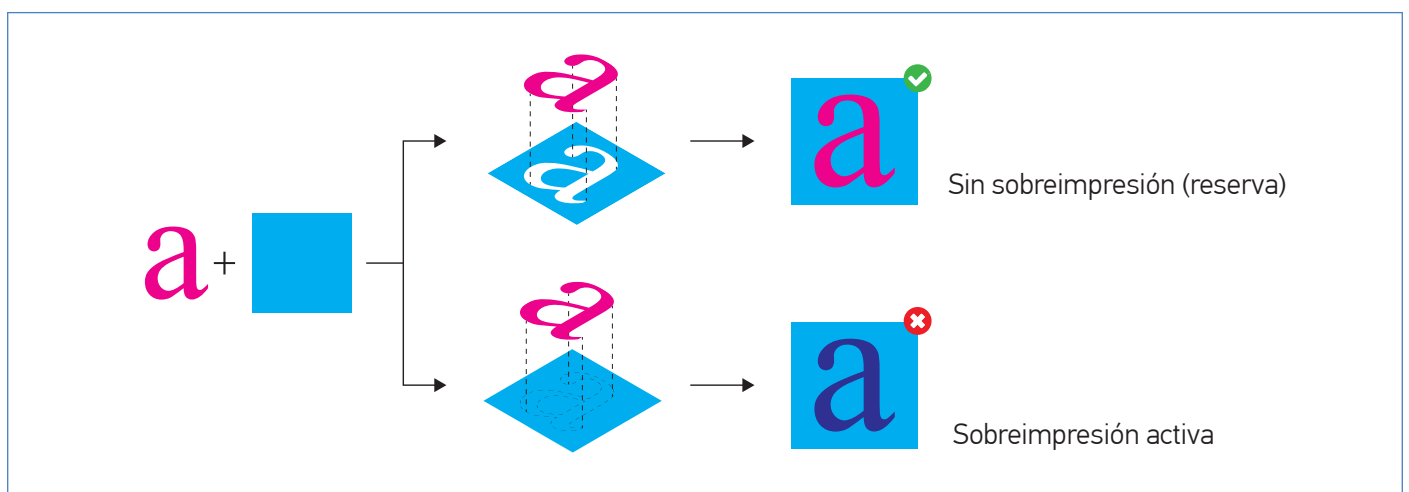 a
a
Sin sobreimpresión (reserva)
a +
a
a
Sobreimpresión activa